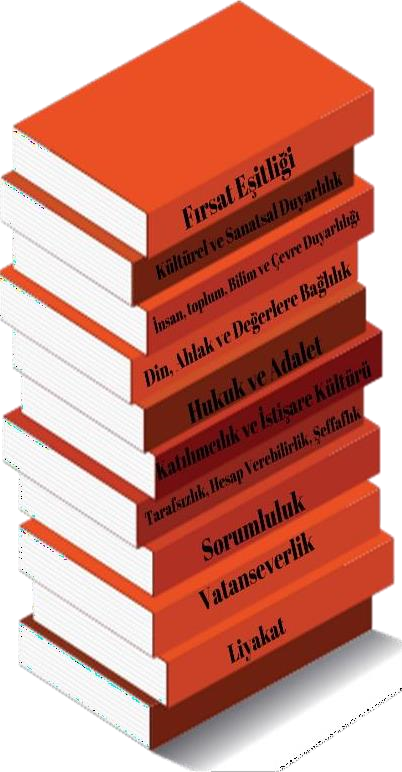 Fırsat Eşitliği
Kültürel ve Sanatsal Duyarlılık
İnsan, toplum, Bilim ve Çevre Duyarlılığı
Din, Ahlak ve Değerlere Bağlılık
Hukuk ve Adalet
Katılımcılık ve İstişare Kültürü
Tarafsızlık, Hesap Verebilirlik, Şeffaflık
Sorumluluk
Vatanseverlik
Liyakat